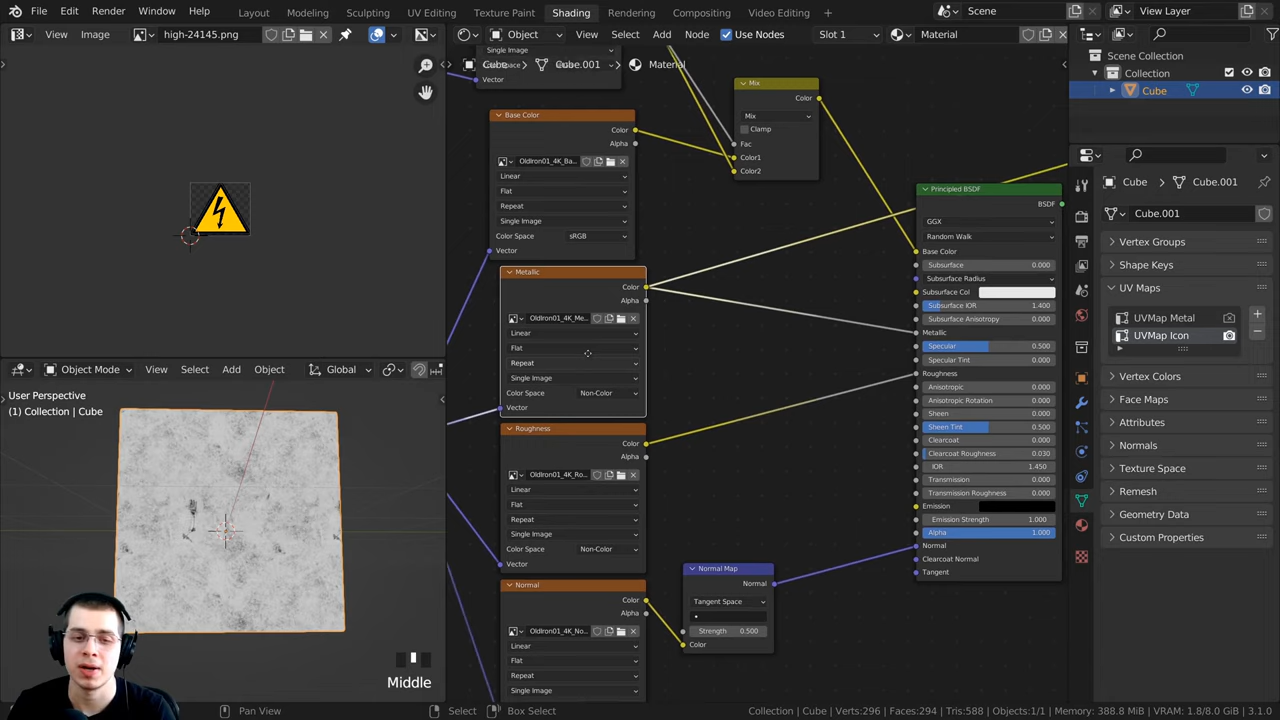 File Edit Render Window Help Layout Modeling Sculpting UV Editing Texture Paint Shading Rendering Compositing Video Editing + Scene View Layer
View Image high-24145.png
Object View Select Add Node Use Nodes Slot 1 Material
Cube > Cube.001 > Material
Single Image
Vector
Mix
Color
Mix
Clamp
Fac
Color1
Color2
Base Color
Color
Alpha
OldIron01_4K_Ba...
Linear
Flat
Repeat
Single Image
Color Space sRGB
Vector
Metallic
Color
Alpha
OldIron01_4K_Me...
Linear
Flat
Repeat
Single Image
Color Space Non-Color
Vector
Roughness
Color
Alpha
OldIron01_4K_Ro...
Linear
Flat
Repeat
Single Image
Color Space Non-Color
Vector
Normal
Color
Alpha
OldIron01_4K_No...
Linear
Flat
Repeat
Single Image
Normal Map
Normal
Tangent Space
Strength 0.500
Color
Principled BSDF
BSDF
GGX
Random Walk
Base Color
Subsurface 0.000
Subsurface Radius
Subsurface Col
Subsurface IOR 1.400
Subsurface Anisotropy 0.000
Metallic
Specular 0.500
Specular Tint 0.000
Roughness
Anisotropic 0.000
Anisotropic Rotation 0.000
Sheen 0.000
Sheen Tint 0.500
Clearcoat 0.000
Clearcoat Roughness 0.030
IOR 1.450
Transmission 0.000
Transmission Roughness 0.000
Emission
Emission Strength 1.000
Alpha 1.000
Normal
Clearcoat Normal
Tangent
Scene Collection
Collection
Cube
Cube > Cube.001
Cube.001
Vertex Groups
Shape Keys
UV Maps
UVMap Metal
UVMap Icon
Vertex Colors
Face Maps
Attributes
Normals
Texture Space
Remesh
Geometry Data
Custom Properties
Object Mode View Select Add Object Global
User Perspective
(1) Collection | Cube
Middle
Pan View Select Box Select Collection | Cube | Verts:296 | Faces:294 | Tris:588 | Objects:1/1 | Memory: 388.8 MiB | VRAM: 1.8/8.0 GiB | 3.1.0